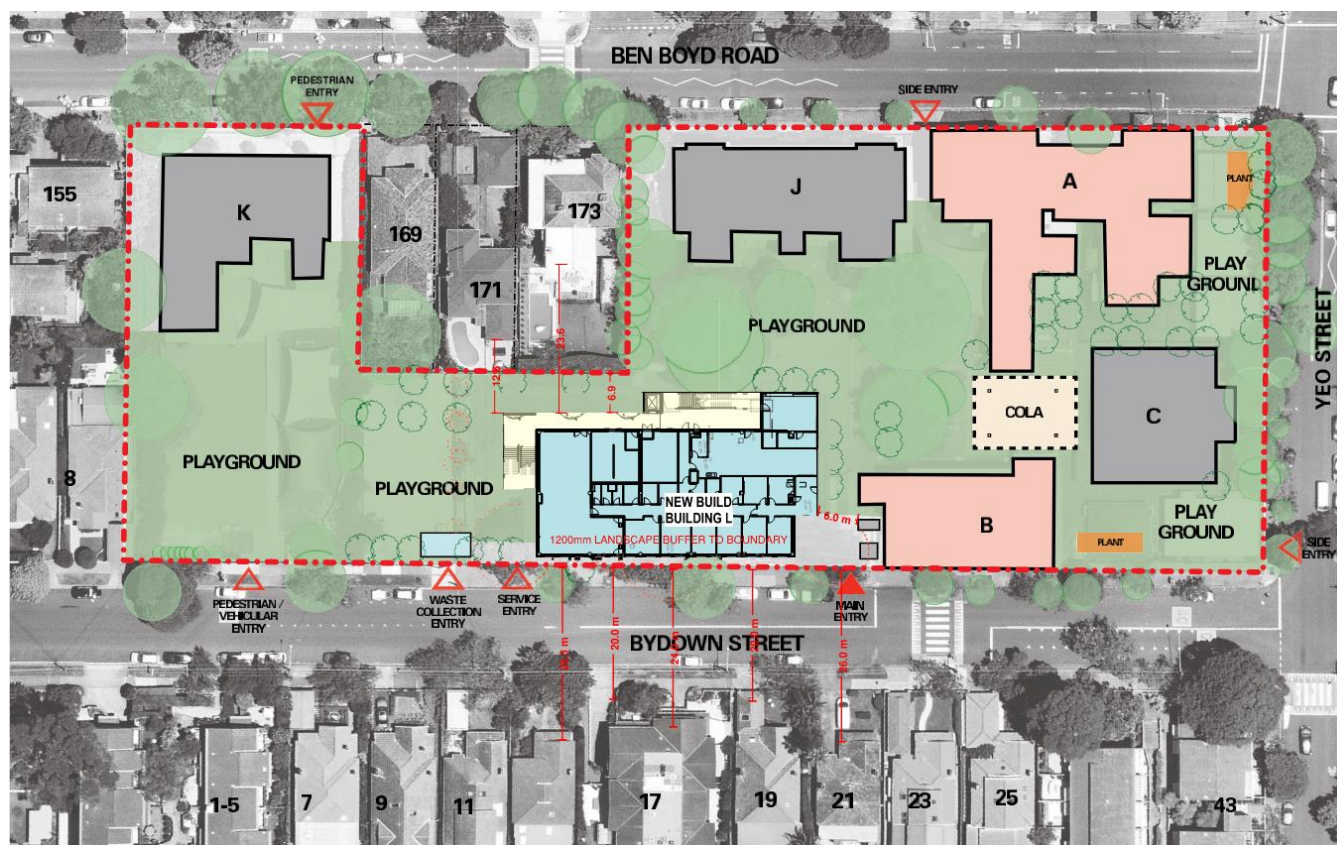 BEN BOYD ROAD
PEDESTRIAN
ENTRY
SIDE ENTRY
155
K
169
171
173
J
A
PLANT
PLAY
GROUND
YEO STREET
23.6
PLAYGROUND
6.9
COLA
C
8
PLAYGROUND
PLAYGROUND
NEW BUILD
BUILDING L
1200mm LANDSCAPE BUFFER TO BOUNDARY
6.0 m
B
PLAY
GROUND
PLANT
SIDE
ENTRY
PEDESTRIAN /
VEHICULAR
ENTRY
WASTE
COLLECTION
ENTRY
SERVICE
ENTRY
MAIN
ENTRY
BYDOWN STREET
20.0 m
26.0 m
1-5
7
9
11
17
19
21
23
25
43